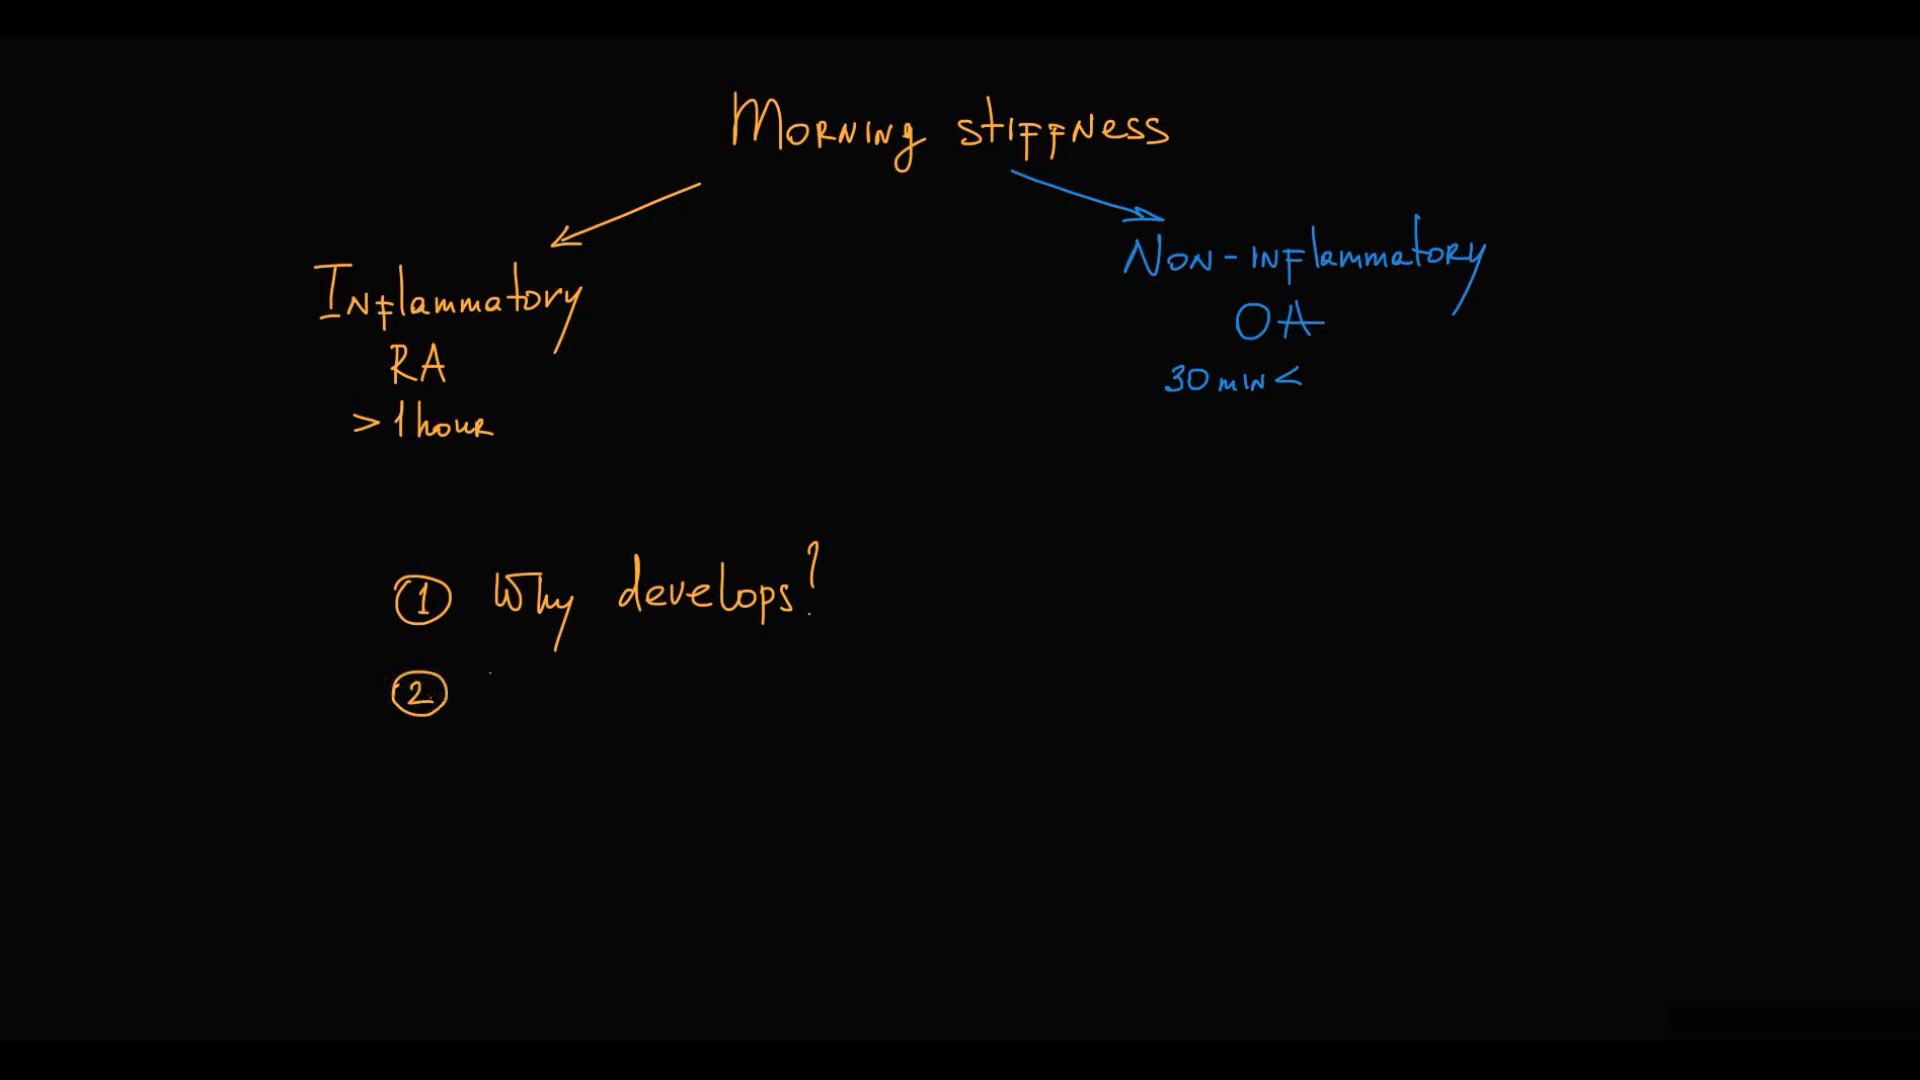 Morning stiffness
Inflammatory
RA
> 1 hour
Non-inflammatory
OA
30 min <
1 Why develops?
2